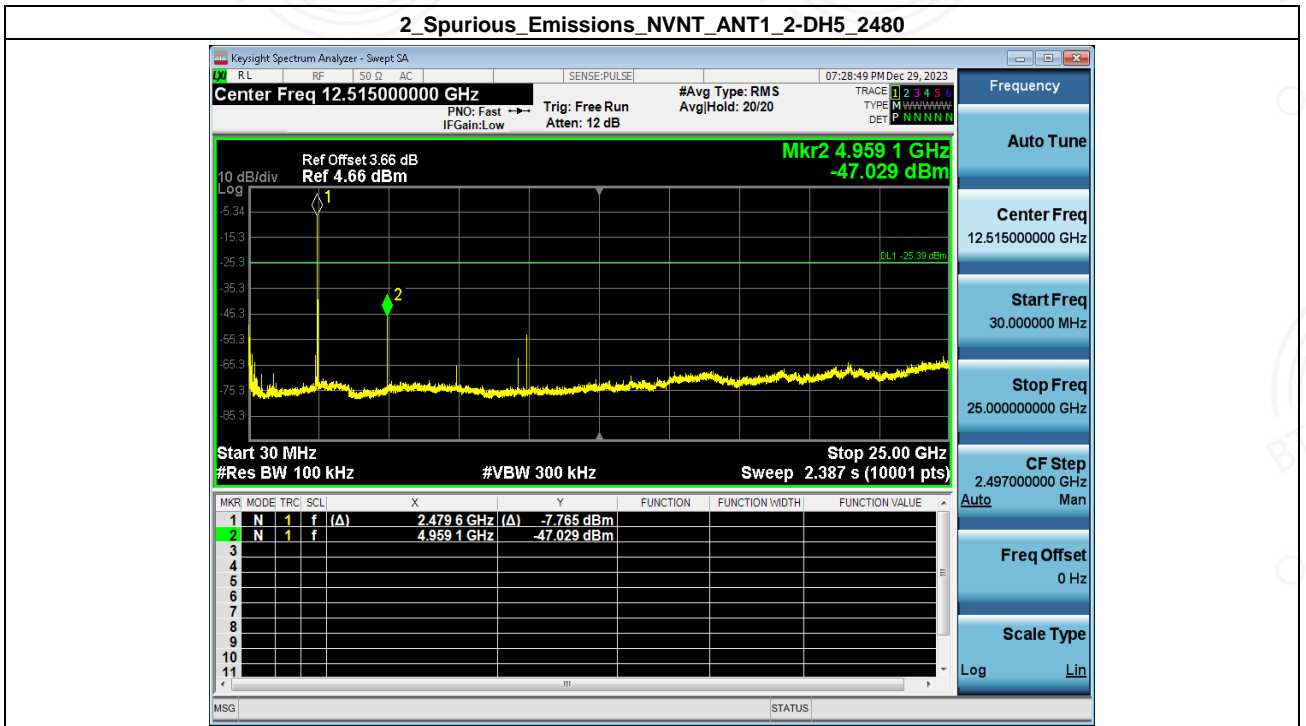 2_Spurious_Emissions_NVNT_ANT1_2-DH5_2480
Keysight Spectrum Analyzer - Swept SA
LXI RL RF 50 Ω AC SENSE:PULSE 07:28:49 PM Dec 29, 2023
Center Freq 12.515000000 GHz #Avg Type: RMS TRACE 1 2 3 4 5 6
PNO: Fast Trig: Free Run Avg|Hold: 20/20 TYPE M WWWWW
IFGain:Low Atten: 12 dB DET P N N N N N
Mkr2 4.959 1 GHz
-47.029 dBm
Ref Offset 3.66 dB
10 dB/div Ref 4.66 dBm
Log
1
-5.34
-15.3
DL1 -25.39 dBm
-25.3
-35.3
2
-45.3
-55.3
-65.3
-75.3
-85.3
Start 30 MHz Stop 25.00 GHz
#Res BW 100 kHz #VBW 300 kHz Sweep 2.387 s (10001 pts)
MKR MODE TRC SCL X Y FUNCTION FUNCTION WIDTH FUNCTION VALUE
1 N 1 f (Δ) 2.479 6 GHz (Δ) -7.765 dBm
2 N 1 f 4.959 1 GHz -47.029 dBm
3
4
5
6
7
8
9
10
11
MSG STATUS
Frequency
Auto Tune
Center Freq
12.515000000 GHz
Start Freq
30.000000 MHz
Stop Freq
25.000000000 GHz
CF Step
2.497000000 GHz
Auto Man
Freq Offset
0 Hz
Scale Type
Log Lin